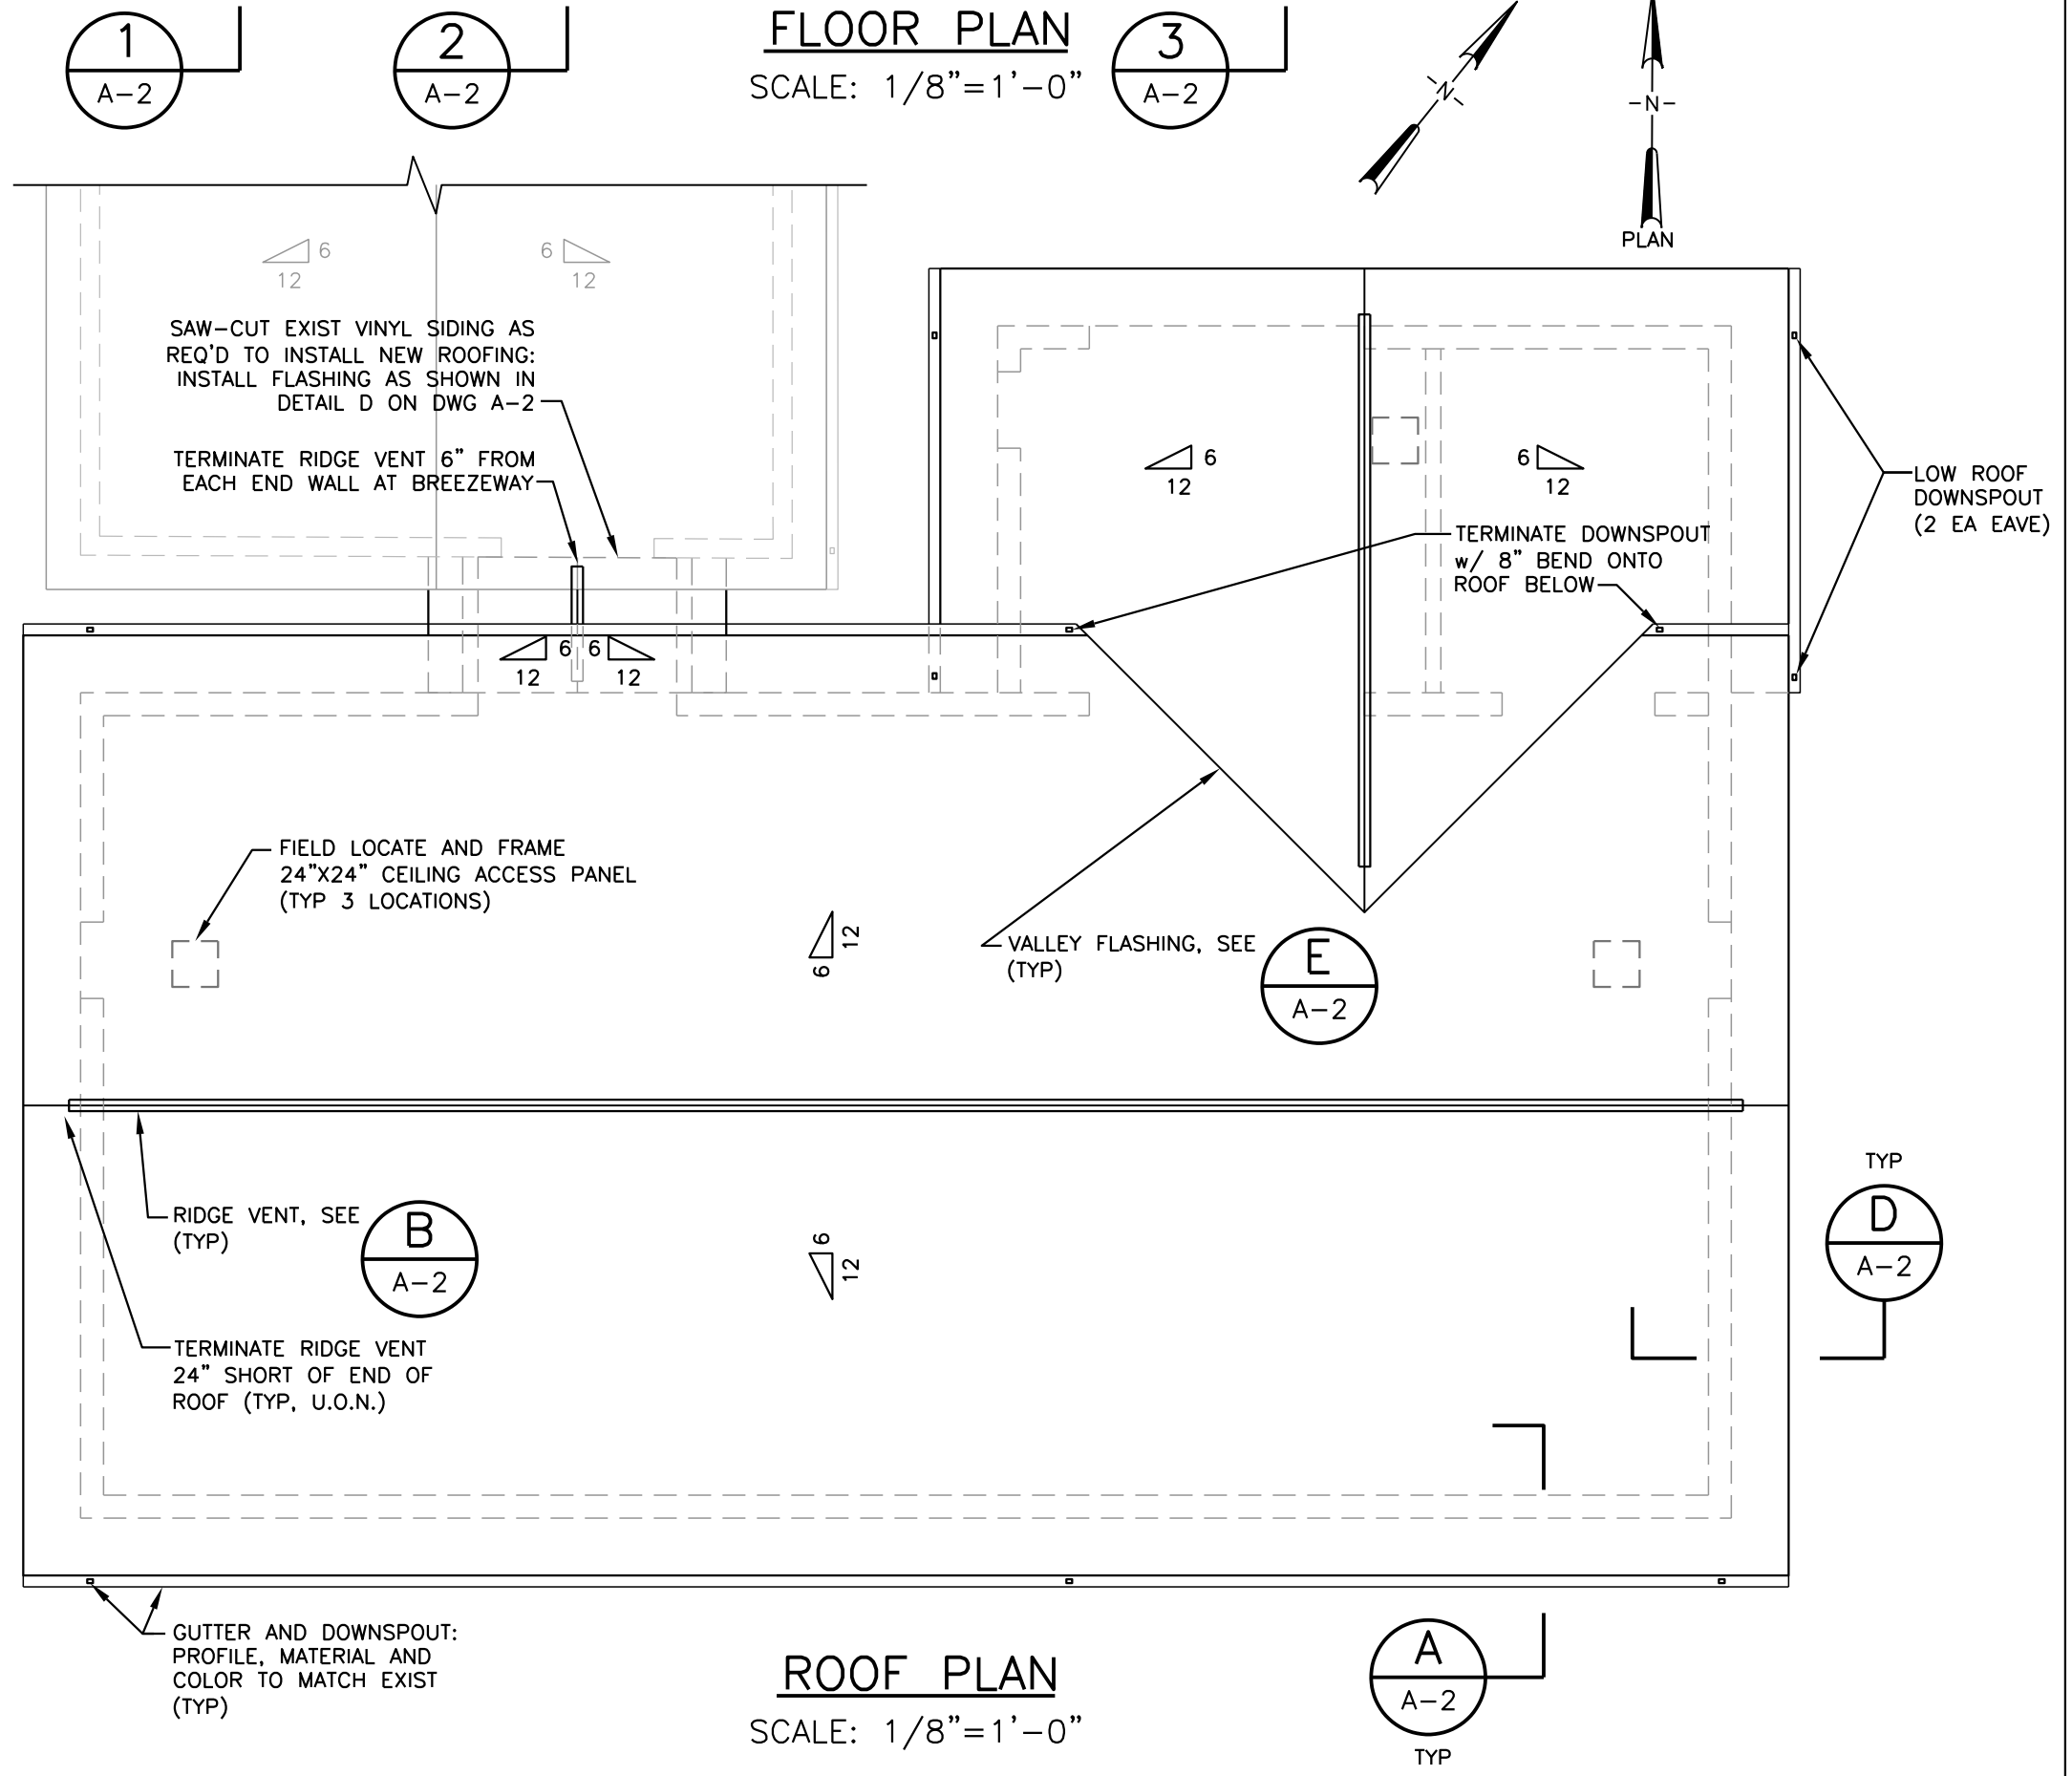 1
A-2
2
A-2
FLOOR PLAN
SCALE: 1/8"=1'-0"
3
A-2
-N-
-N-
PLAN
6
12
6
12
SAW-CUT EXIST VINYL SIDING AS
REQ'D TO INSTALL NEW ROOFING:
INSTALL FLASHING AS SHOWN IN
DETAIL D ON DWG A-2
TERMINATE RIDGE VENT 6" FROM
EACH END WALL AT BREEZEWAY
6
12
6
12
LOW ROOF
DOWNSPOUT
(2 EA EAVE)
TERMINATE DOWNSPOUT
w/ 8" BEND ONTO
ROOF BELOW
6 6
12 12
FIELD LOCATE AND FRAME
24"X24" CEILING ACCESS PANEL
(TYP 3 LOCATIONS)
12
6
VALLEY FLASHING, SEE
(TYP)
E
A-2
RIDGE VENT, SEE
(TYP)
B
A-2
6
12
TYP
D
A-2
TERMINATE RIDGE VENT
24" SHORT OF END OF
ROOF (TYP, U.O.N.)
GUTTER AND DOWNSPOUT:
PROFILE, MATERIAL AND
COLOR TO MATCH EXIST
(TYP)
ROOF PLAN
SCALE: 1/8"=1'-0"
A
A-2
TYP